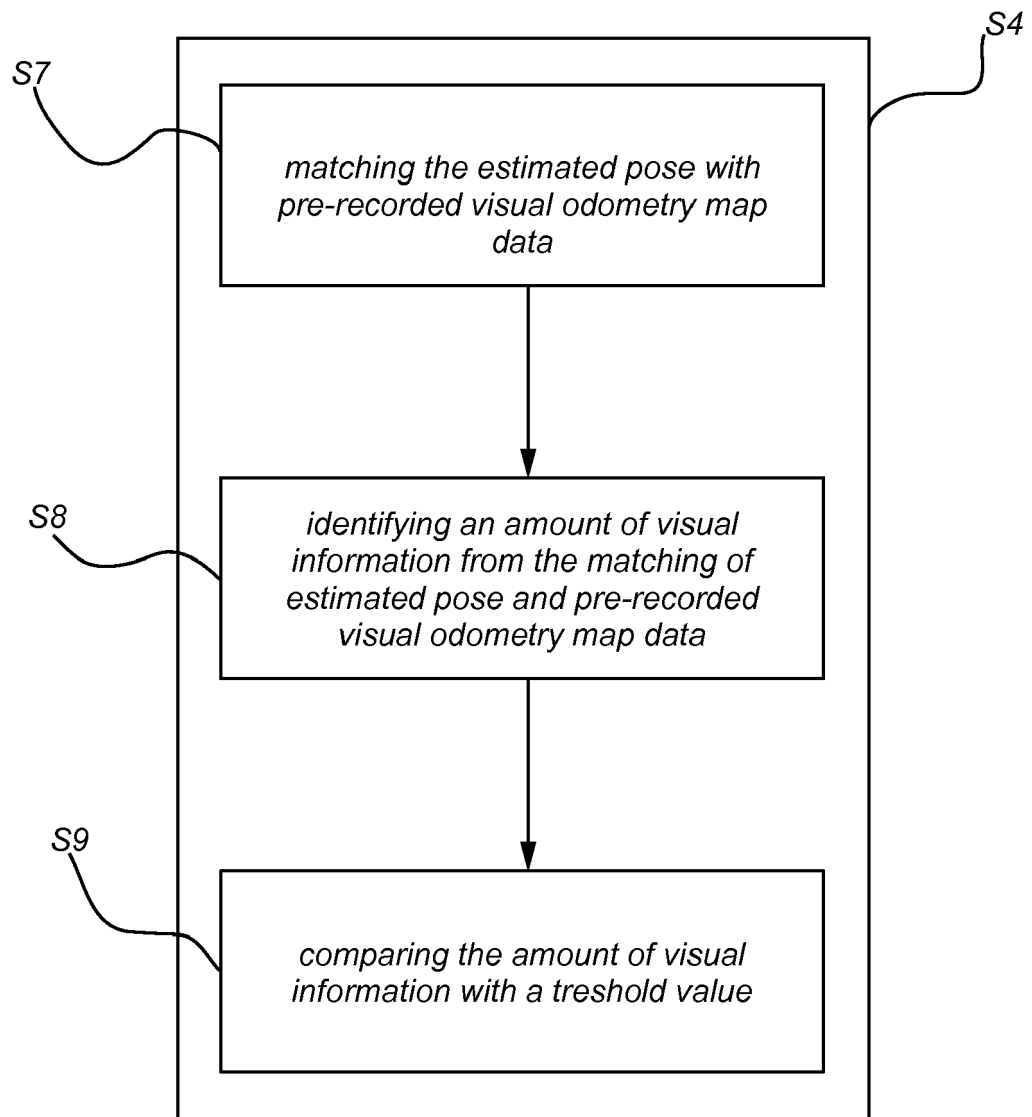 S4
S7
matching the estimated pose with
pre-recorded visual odometry map
data
S8
identifying an amount of visual
information from the matching of
estimated pose and pre-recorded
visual odometry map data
S9
comparing the amount of visual
information with a treshold value